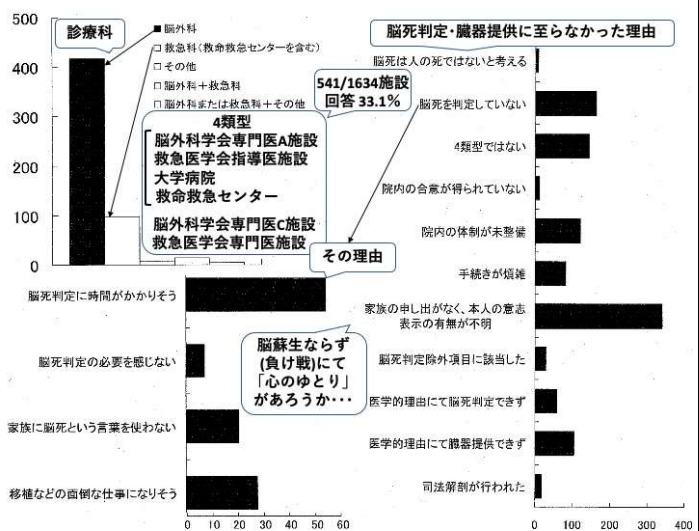 診療科
500
400
300
200
100
0
■脳外科
□救急科(救命救急センターを含む)
□その他
□脳外科+救急科
□脳外科または救急科+その他
541/1634施設
回答 33.1%
4類型
脳外科学会専門医A施設
救急医学会指導医施設
大学病院
救命救急センター
脳外科学会専門医C施設
救急医学会専門医施設
その理由
脳死判定に時間がかかりそう
脳死判定の必要を感じない
家族に脳死という言葉を使わない
移植などの面倒な仕事になりそう
0 10 20 30 40 50 60
脳蘇生ならず
(負け戦)にて
「心のゆとり」
があろうか・・・
脳死判定・臓器提供に至らなかった理由
脳死は人の死ではないと考える
脳死を判定していない
4類型ではない
院内の合意が得られていない
院内の体制が未整備
手続きが煩雑
家族の申し出がなく、本人の意志
表示の有無が不明
脳死判定除外項目に該当した
医学的理由にて脳死判定できず
医学的理由にて臓器提供できず
司法解剖が行われた
0 100 200 300 400